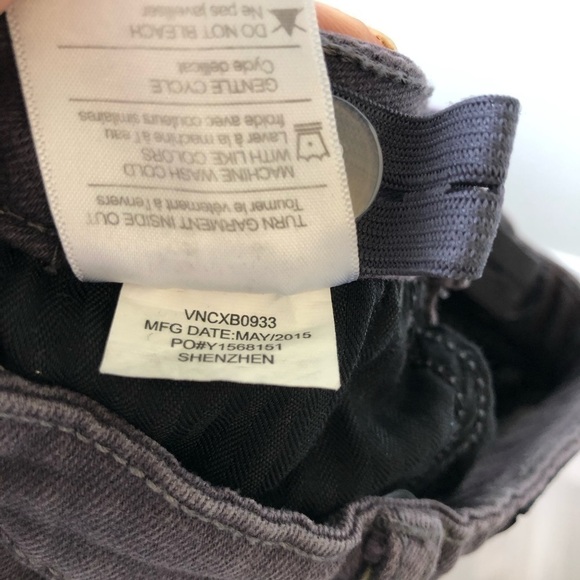 TURN GARMENT INSIDE OUT
Tourner le vêtement à l'envers
MACHINE WASH COLD
WITH LIKE COLORS
Laver à la machine à l'eau
froide avec couleurs similaires
GENTLE CYCLE
Cycle délicat
DO NOT BLEACH
Ne pas javeliser
VNCXB0933
MFG DATE:MAY/2015
PO#Y1568151
SHENZHEN